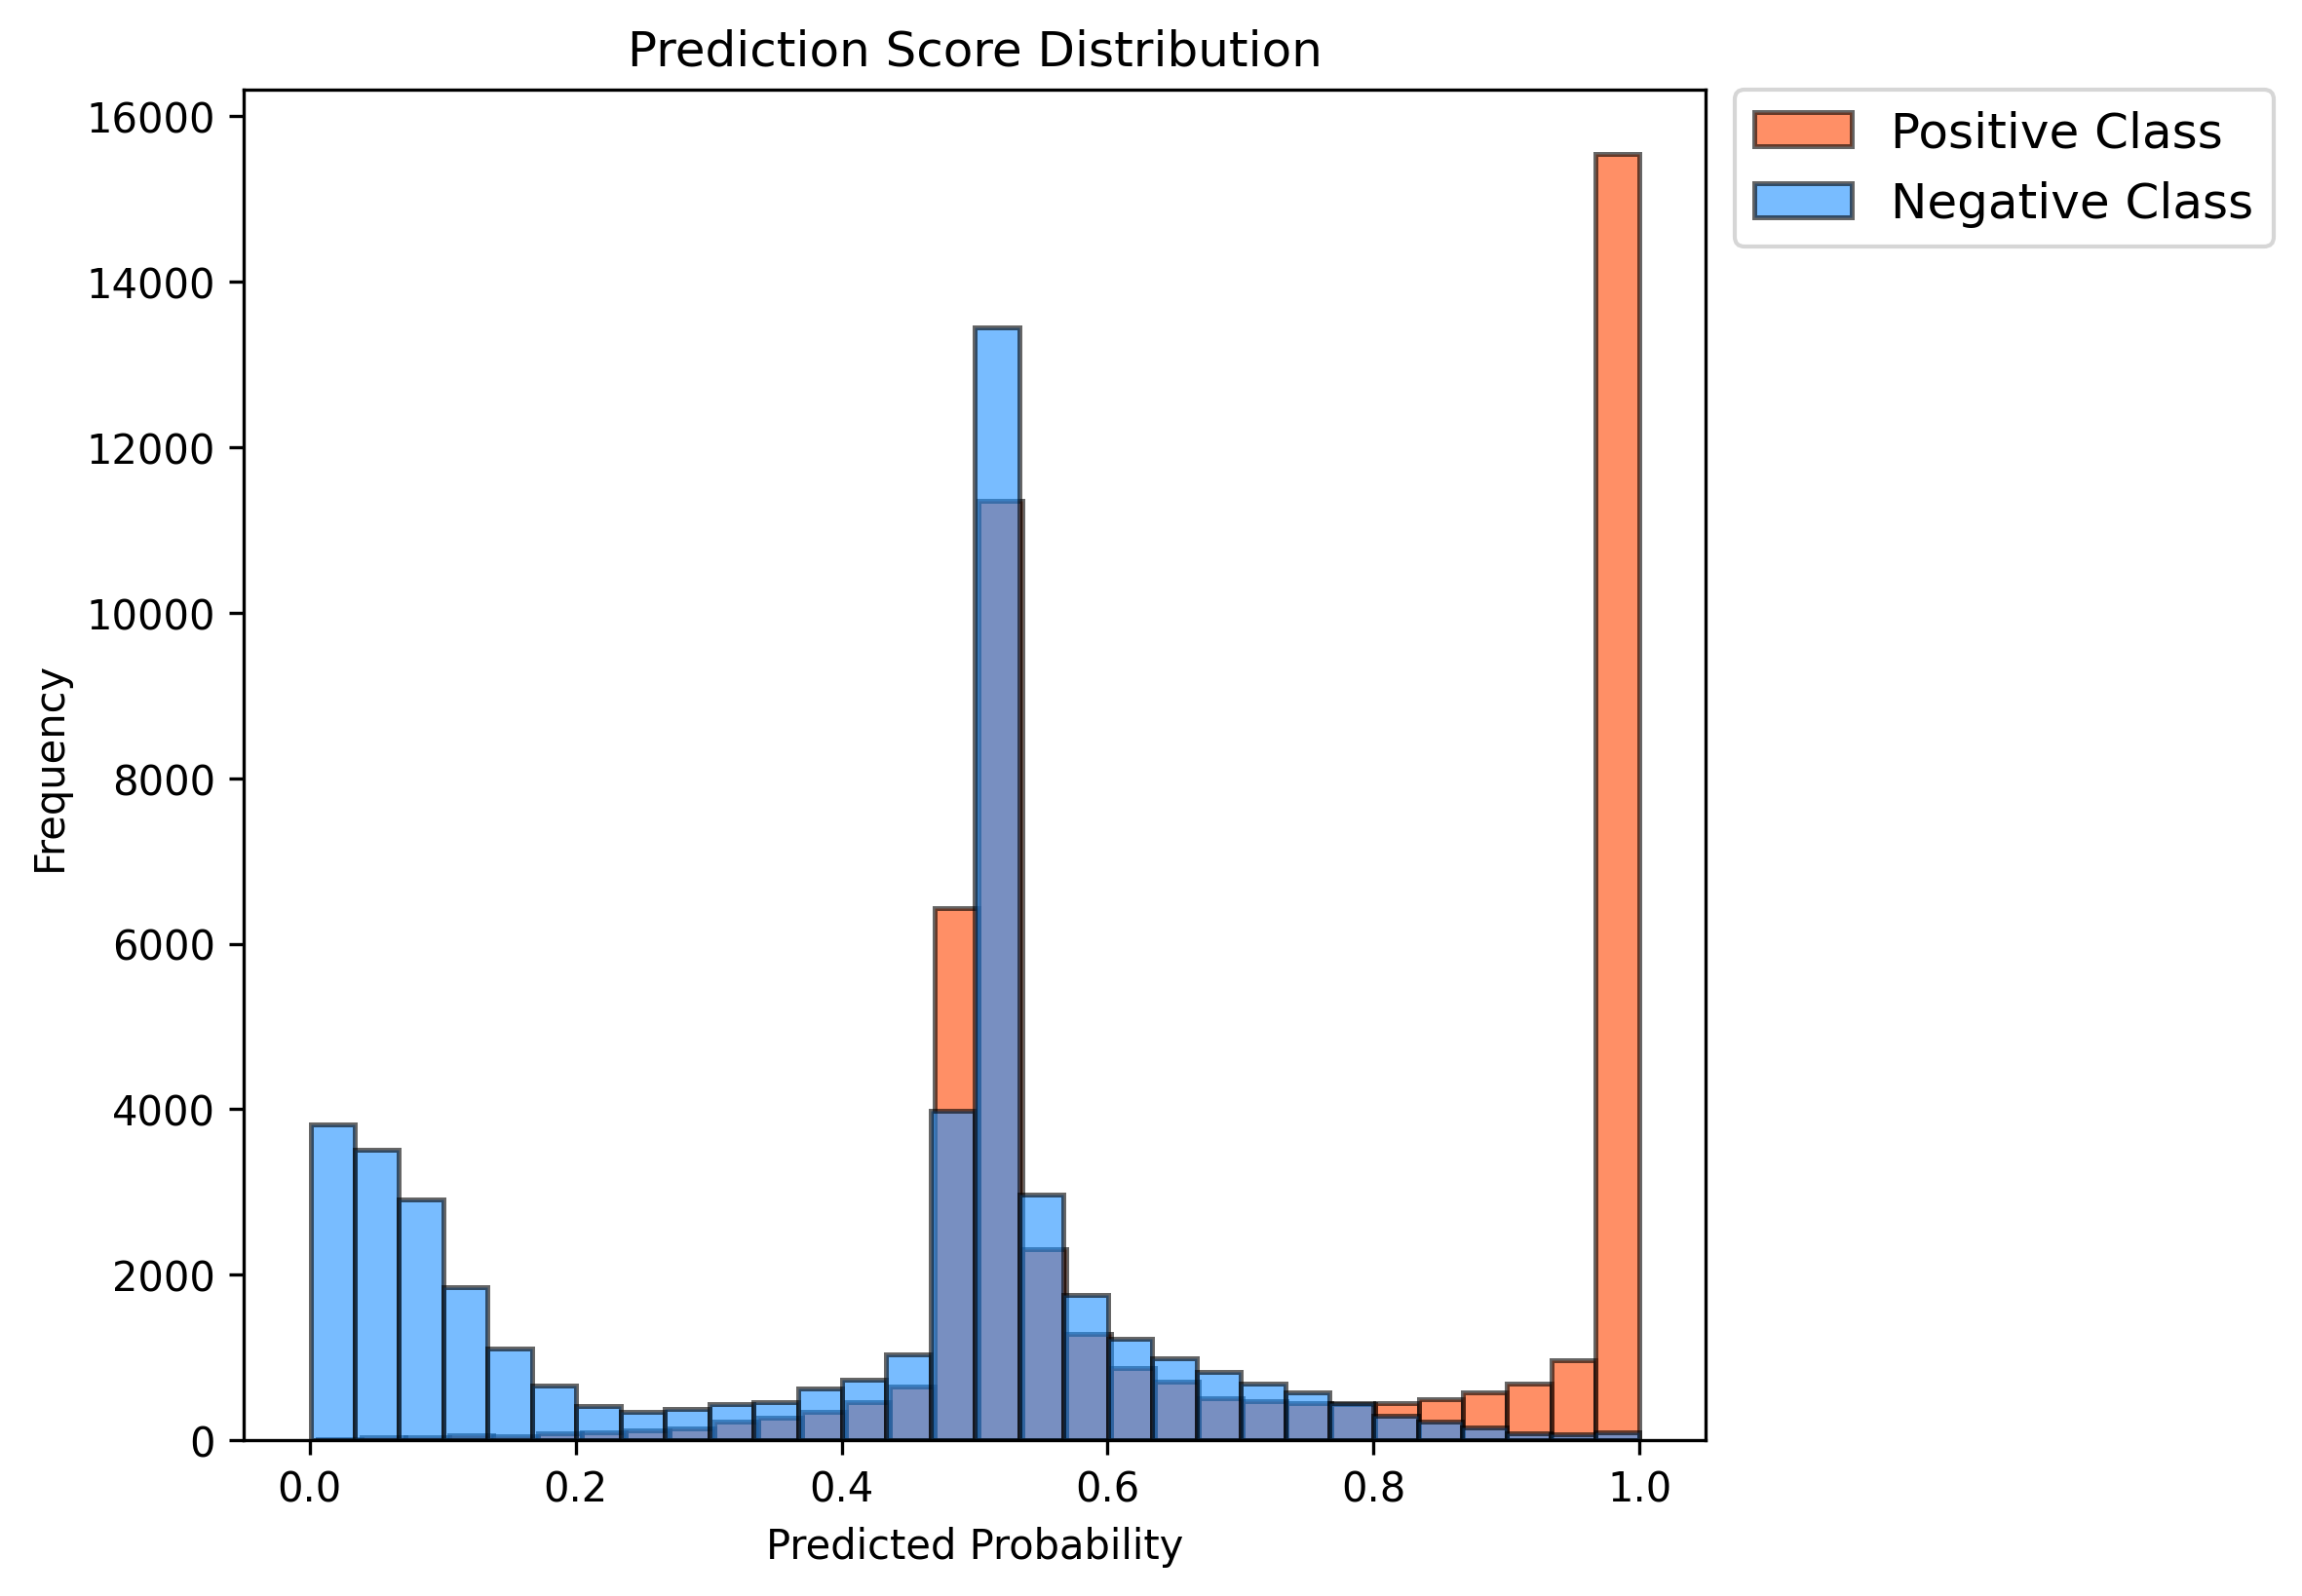 Prediction Score Distribution
Positive Class
Negative Class
16000
14000
12000
10000
8000
6000
4000
2000
0
Frequency
0.0 0.2 0.4 0.6 0.8 1.0
Predicted Probability